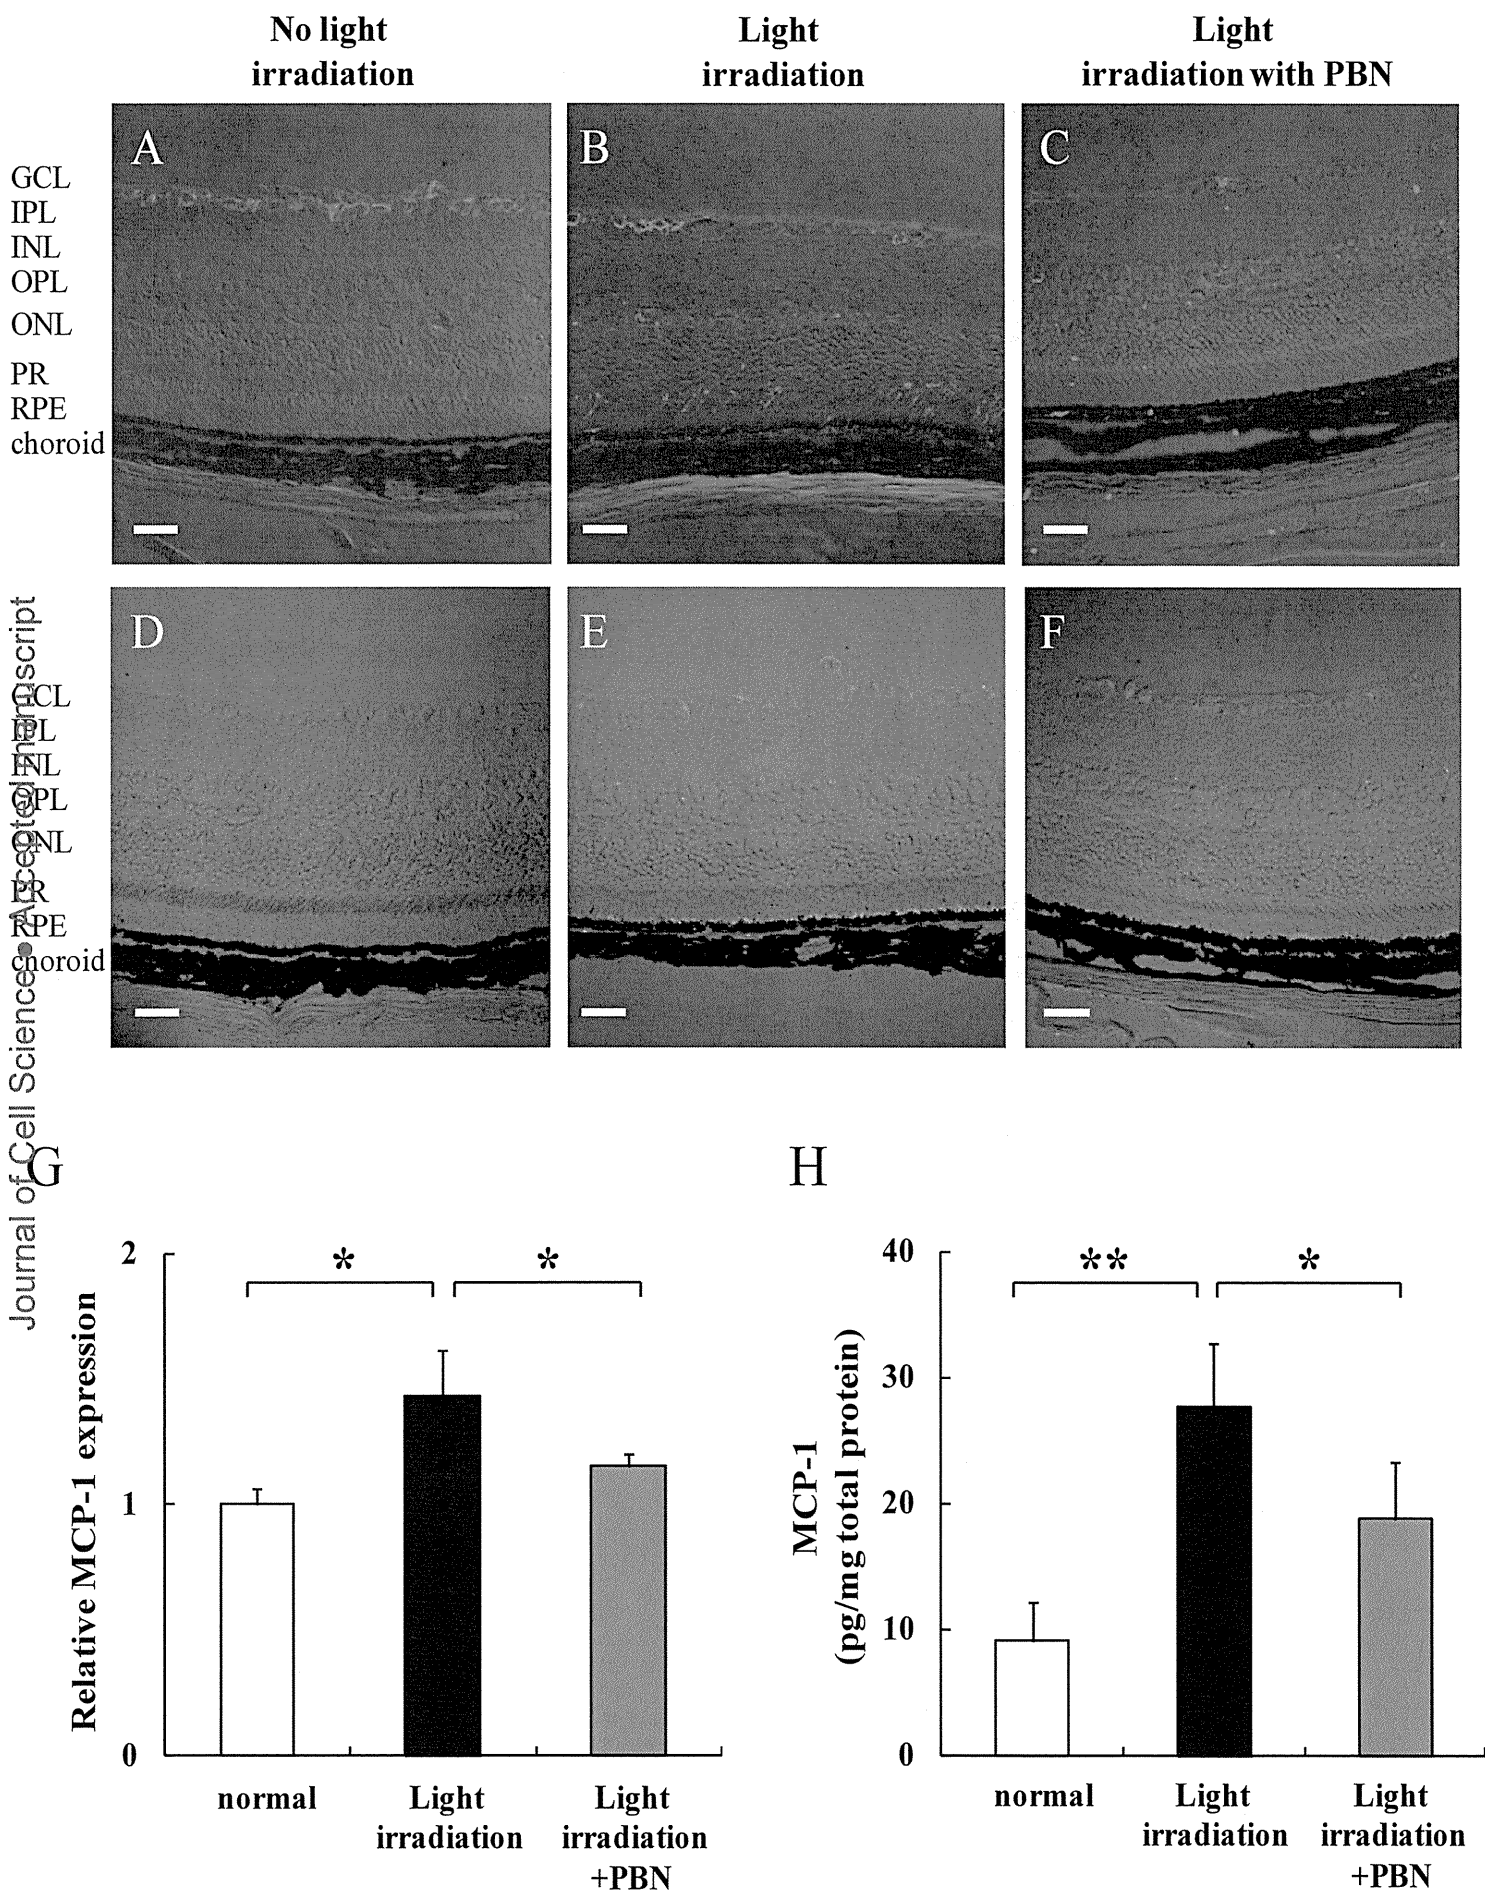 No light
irradiation
Light
irradiation
Light
irradiation with PBN
A
B
C
GCL
IPL
INL
OPL
ONL
PR
RPE
choroid
D
E
F
GCL
IPL
INL
OPL
ONL
PR
RPE
choroid
Journal of Cell Science • Accepted manuscript
G
Relative MCP-1 expression
2
1
0
*
*
normal
Light
irradiation
Light
irradiation
+PBN
H
MCP-1
(pg/mg total protein)
40
30
20
10
0
**
*
normal
Light
irradiation
Light
irradiation
+PBN